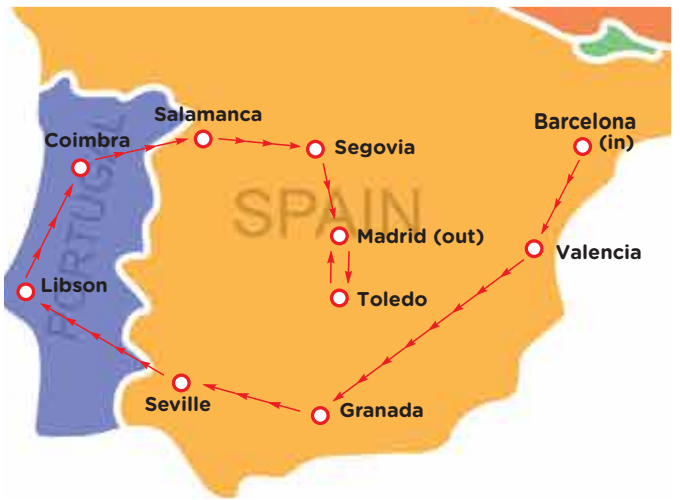 Salamanca
Coimbra
Segovia
Barcelona
(in)
PORTUGAL
SPAIN
Madrid (out)
Valencia
Libson
Toledo
Seville
Granada